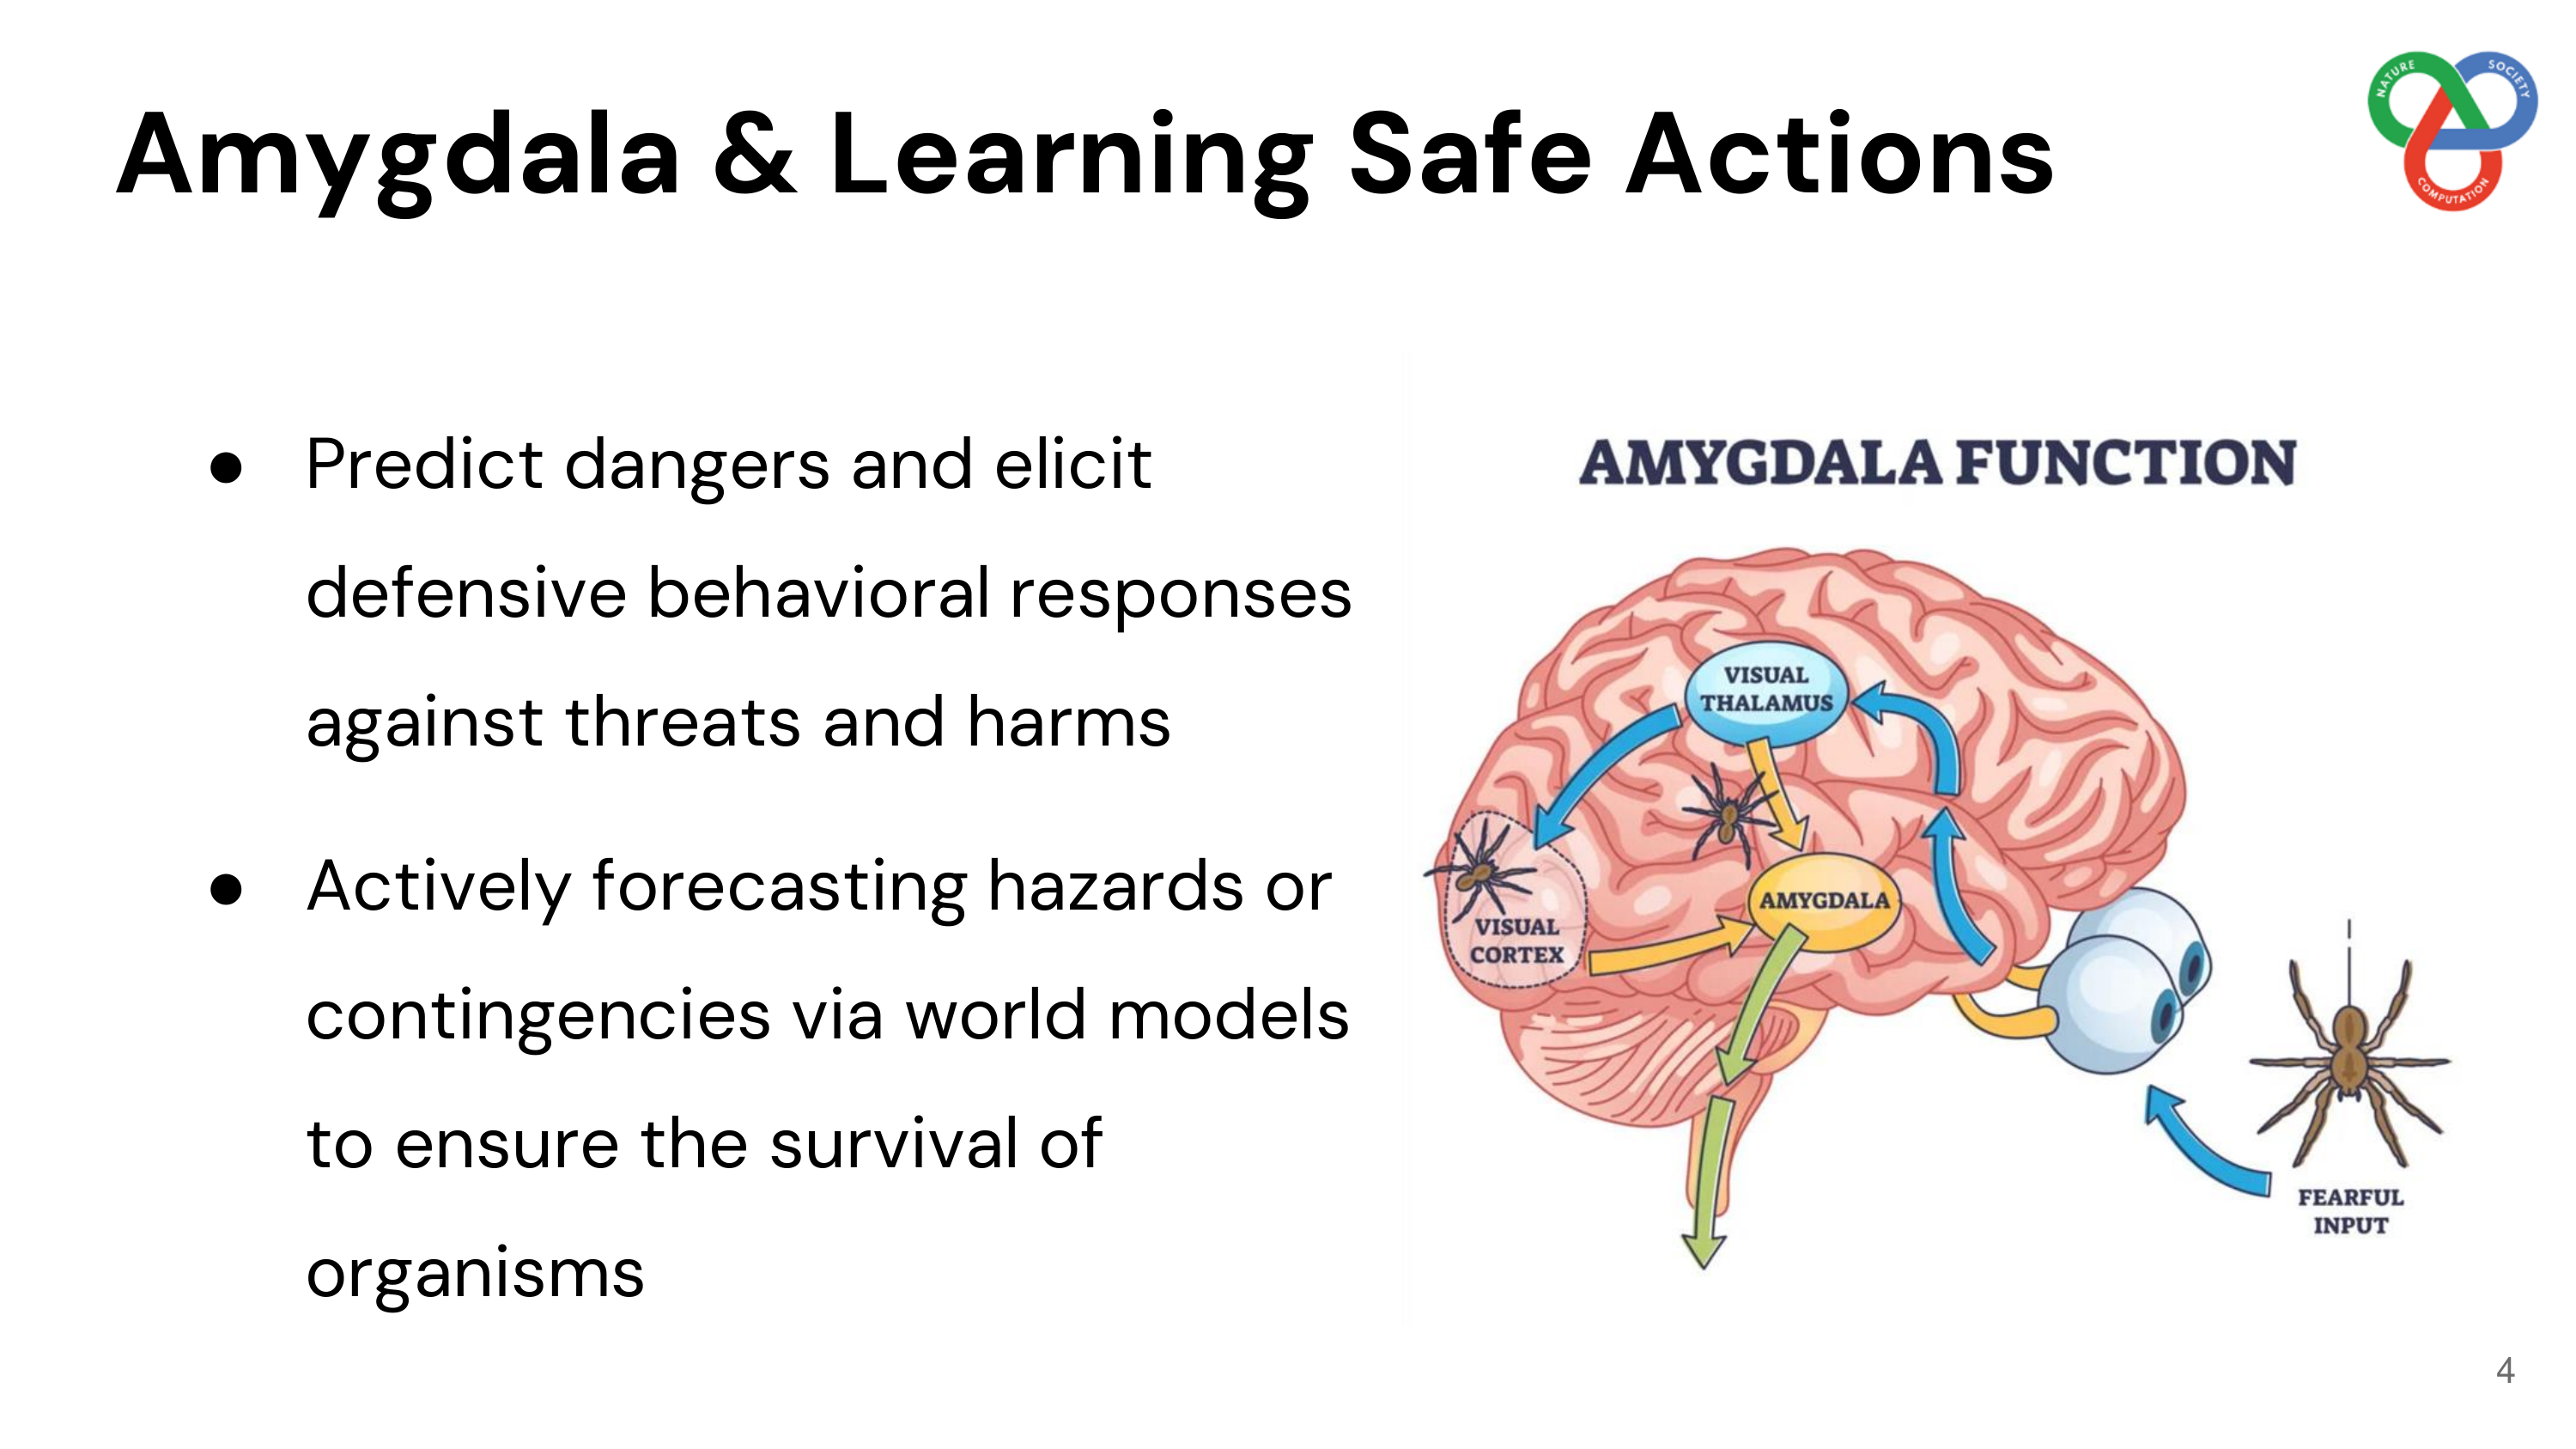 Amygdala & Learning Safe Actions
NATURE
SOCIETY
COMPUTATION
● Predict dangers and elicit
defensive behavioral responses
against threats and harms
● Actively forecasting hazards or
contingencies via world models
to ensure the survival of
organisms
AMYGDALA FUNCTION
VISUAL
THALAMUS
AMYGDALA
VISUAL
CORTEX
FEARFUL
INPUT
4